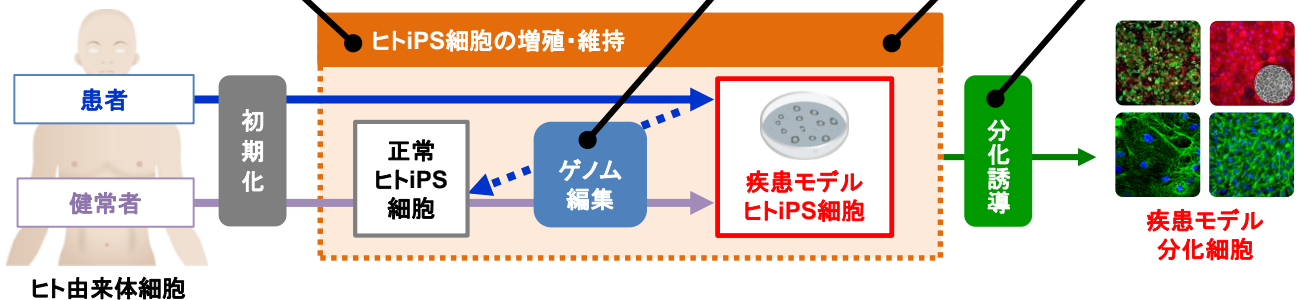 ヒトiPS細胞の増殖・維持
患者
健常者
ヒト由来体細胞
初
期
化
正常
ヒトiPS
細胞
ゲノム
編集
疾患モデル
ヒトiPS細胞
分
化
誘
導
疾患モデル
分化細胞